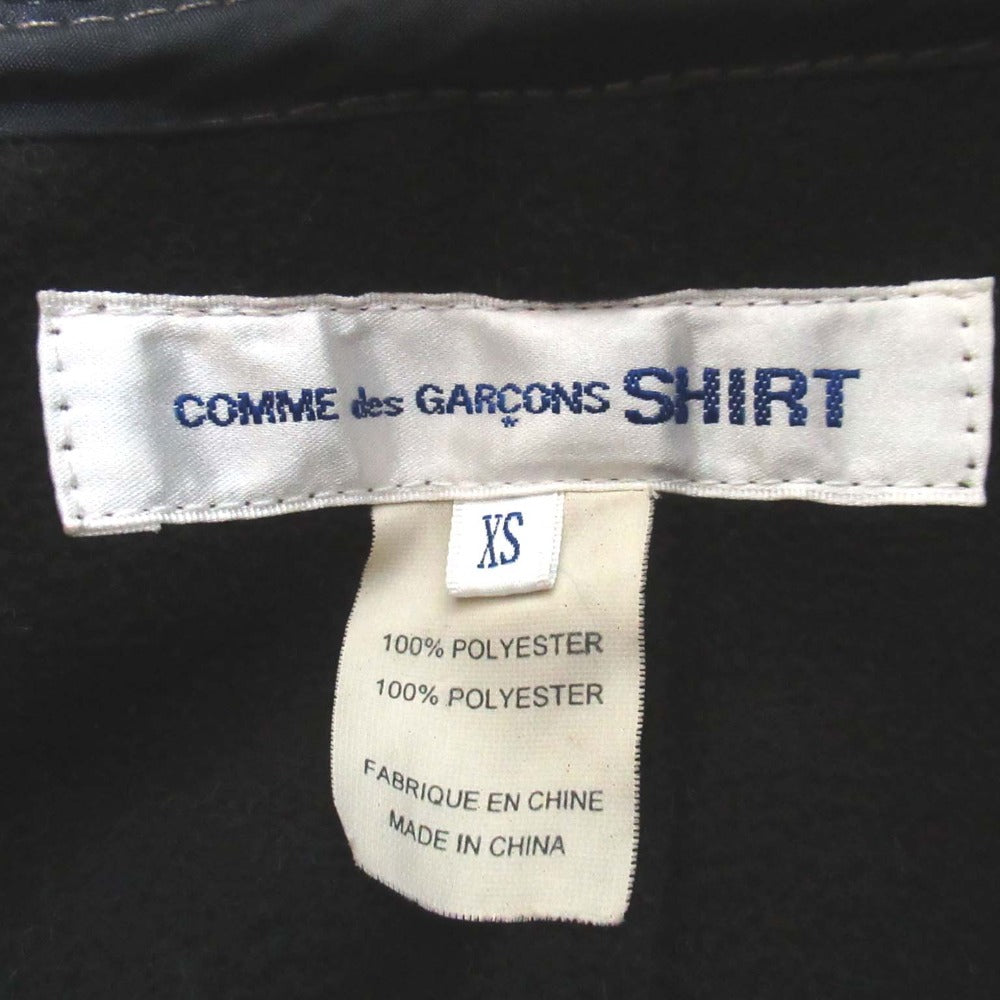 COMME des GARÇONS SHIRT
XS
100% POLYESTER
100% POLYESTER
FABRIQUE EN CHINE
MADE IN CHINA